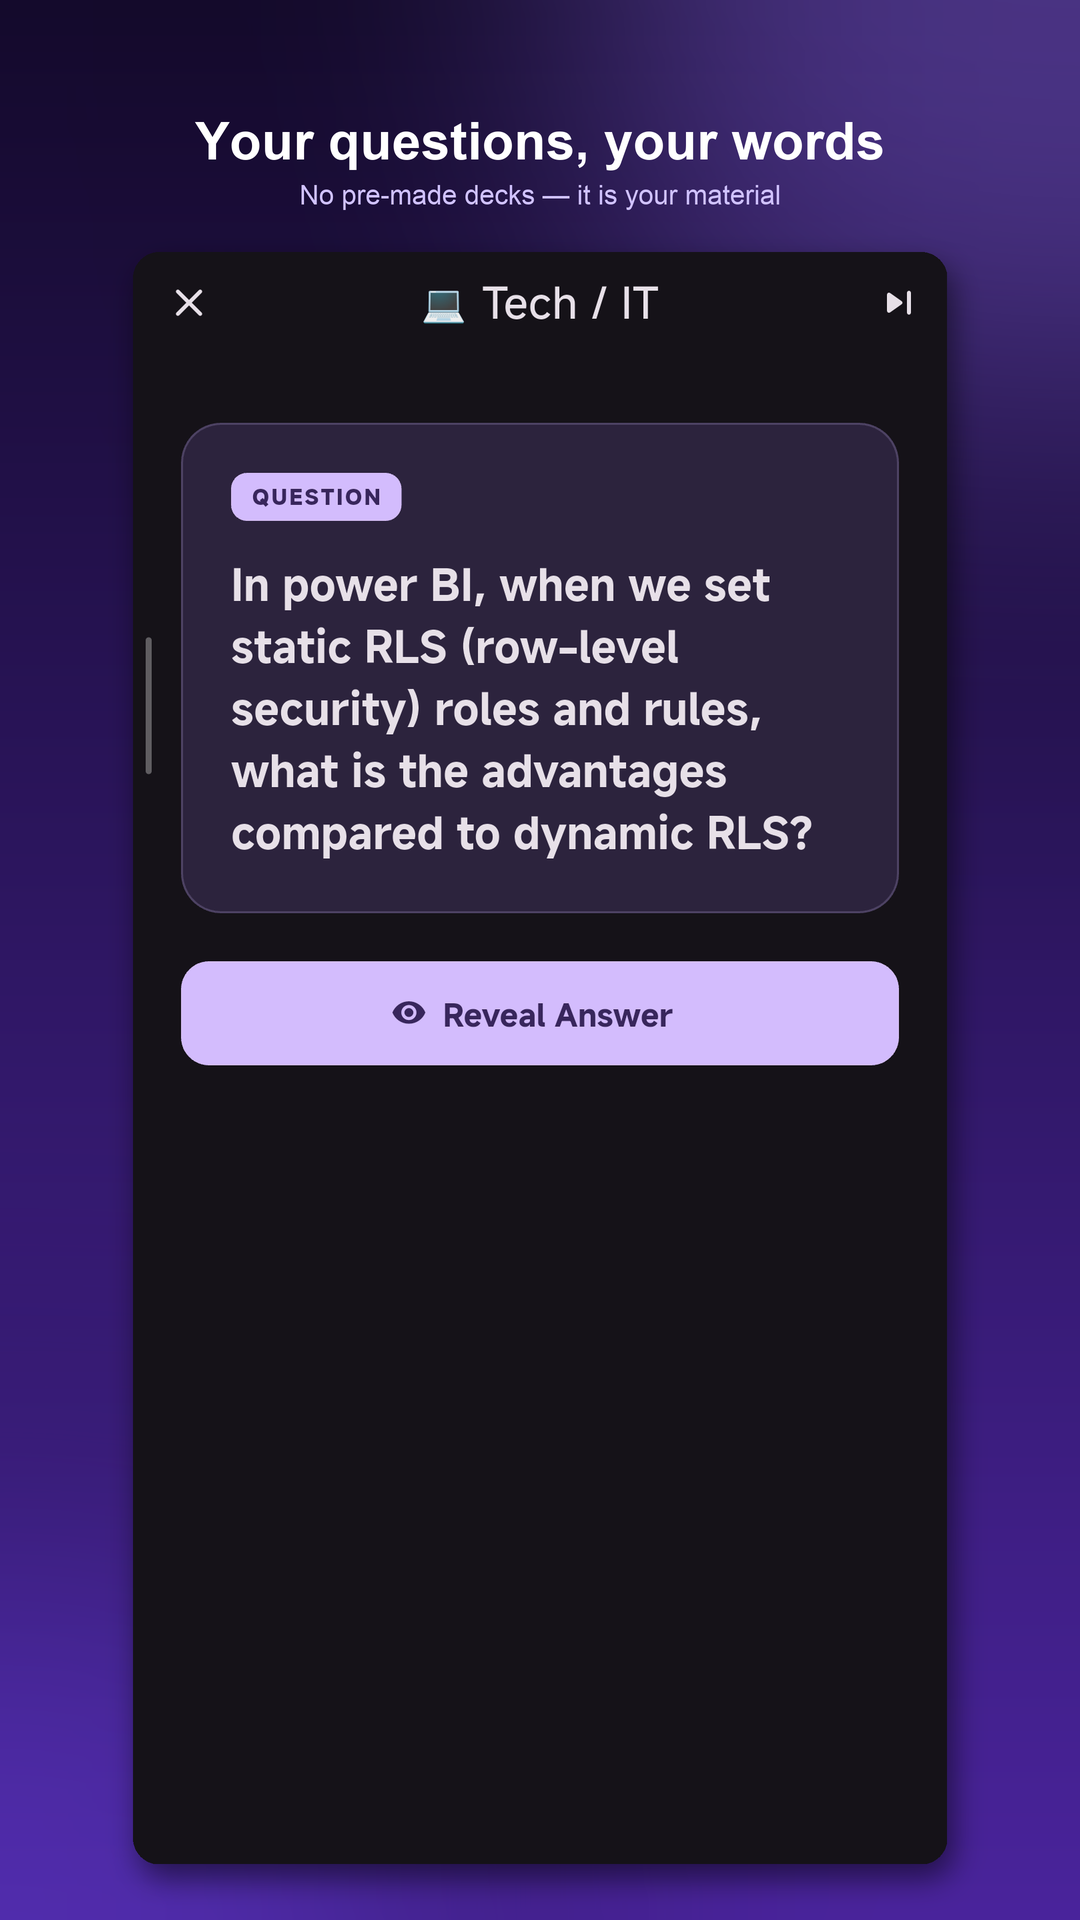 Your questions, your words
No pre-made decks — it is your material
Tech / IT
QUESTION
In power BI, when we set
static RLS (row-level
security) roles and rules,
what is the advantages
compared to dynamic RLS?
Reveal Answer